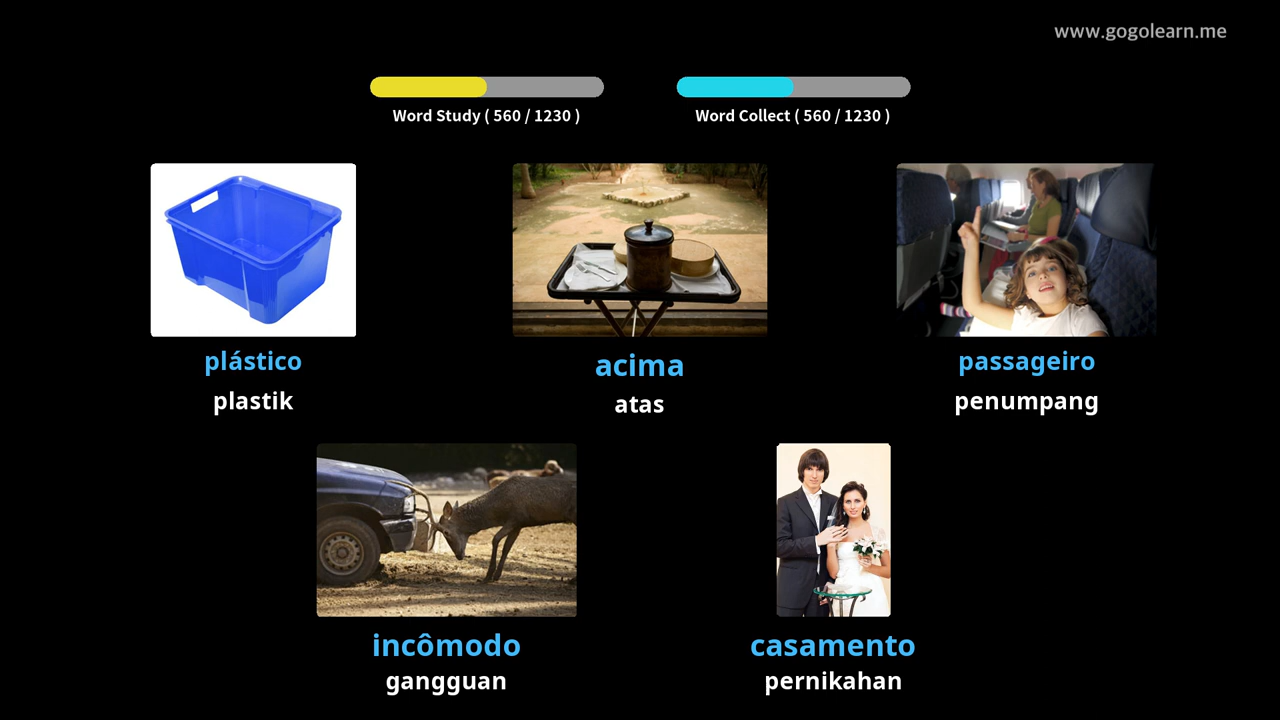 www.gogolearn.me
Word Study ( 560 / 1230 )
Word Collect ( 560 / 1230 )
plástico
plastik
acima
atas
passageiro
penumpang
incômodo
gangguan
casamento
pernikahan